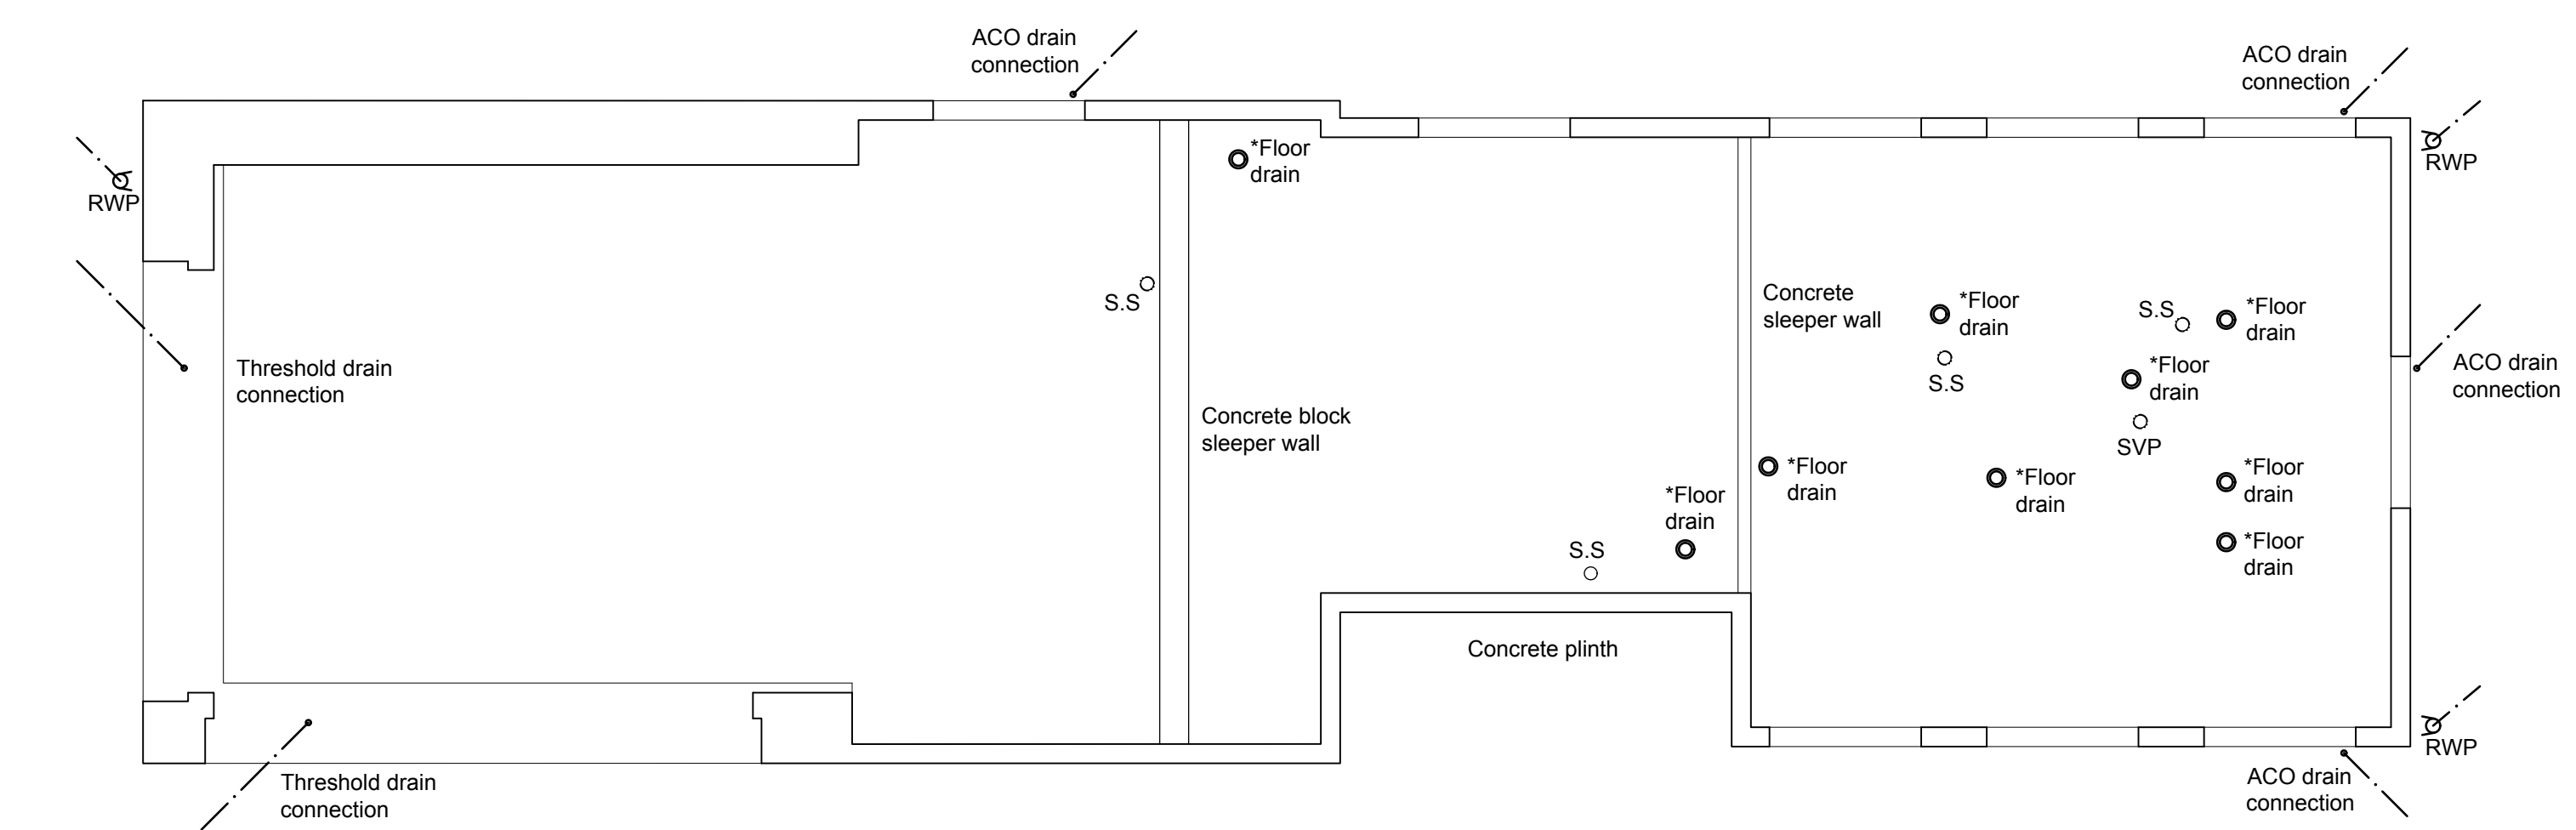 ACO drain
connection
ACO drain
connection
*Floor
drain
RWP
RWP
S.S
Concrete
sleeper wall
*Floor
drain
S.S
*Floor
drain
Threshold drain
connection
S.S
*Floor
drain
ACO drain
connection
Concrete block
sleeper wall
SVP
*Floor
drain
*Floor
drain
*Floor
drain
*Floor
drain
S.S
*Floor
drain
Concrete plinth
RWP
Threshold drain
connection
ACO drain
connection